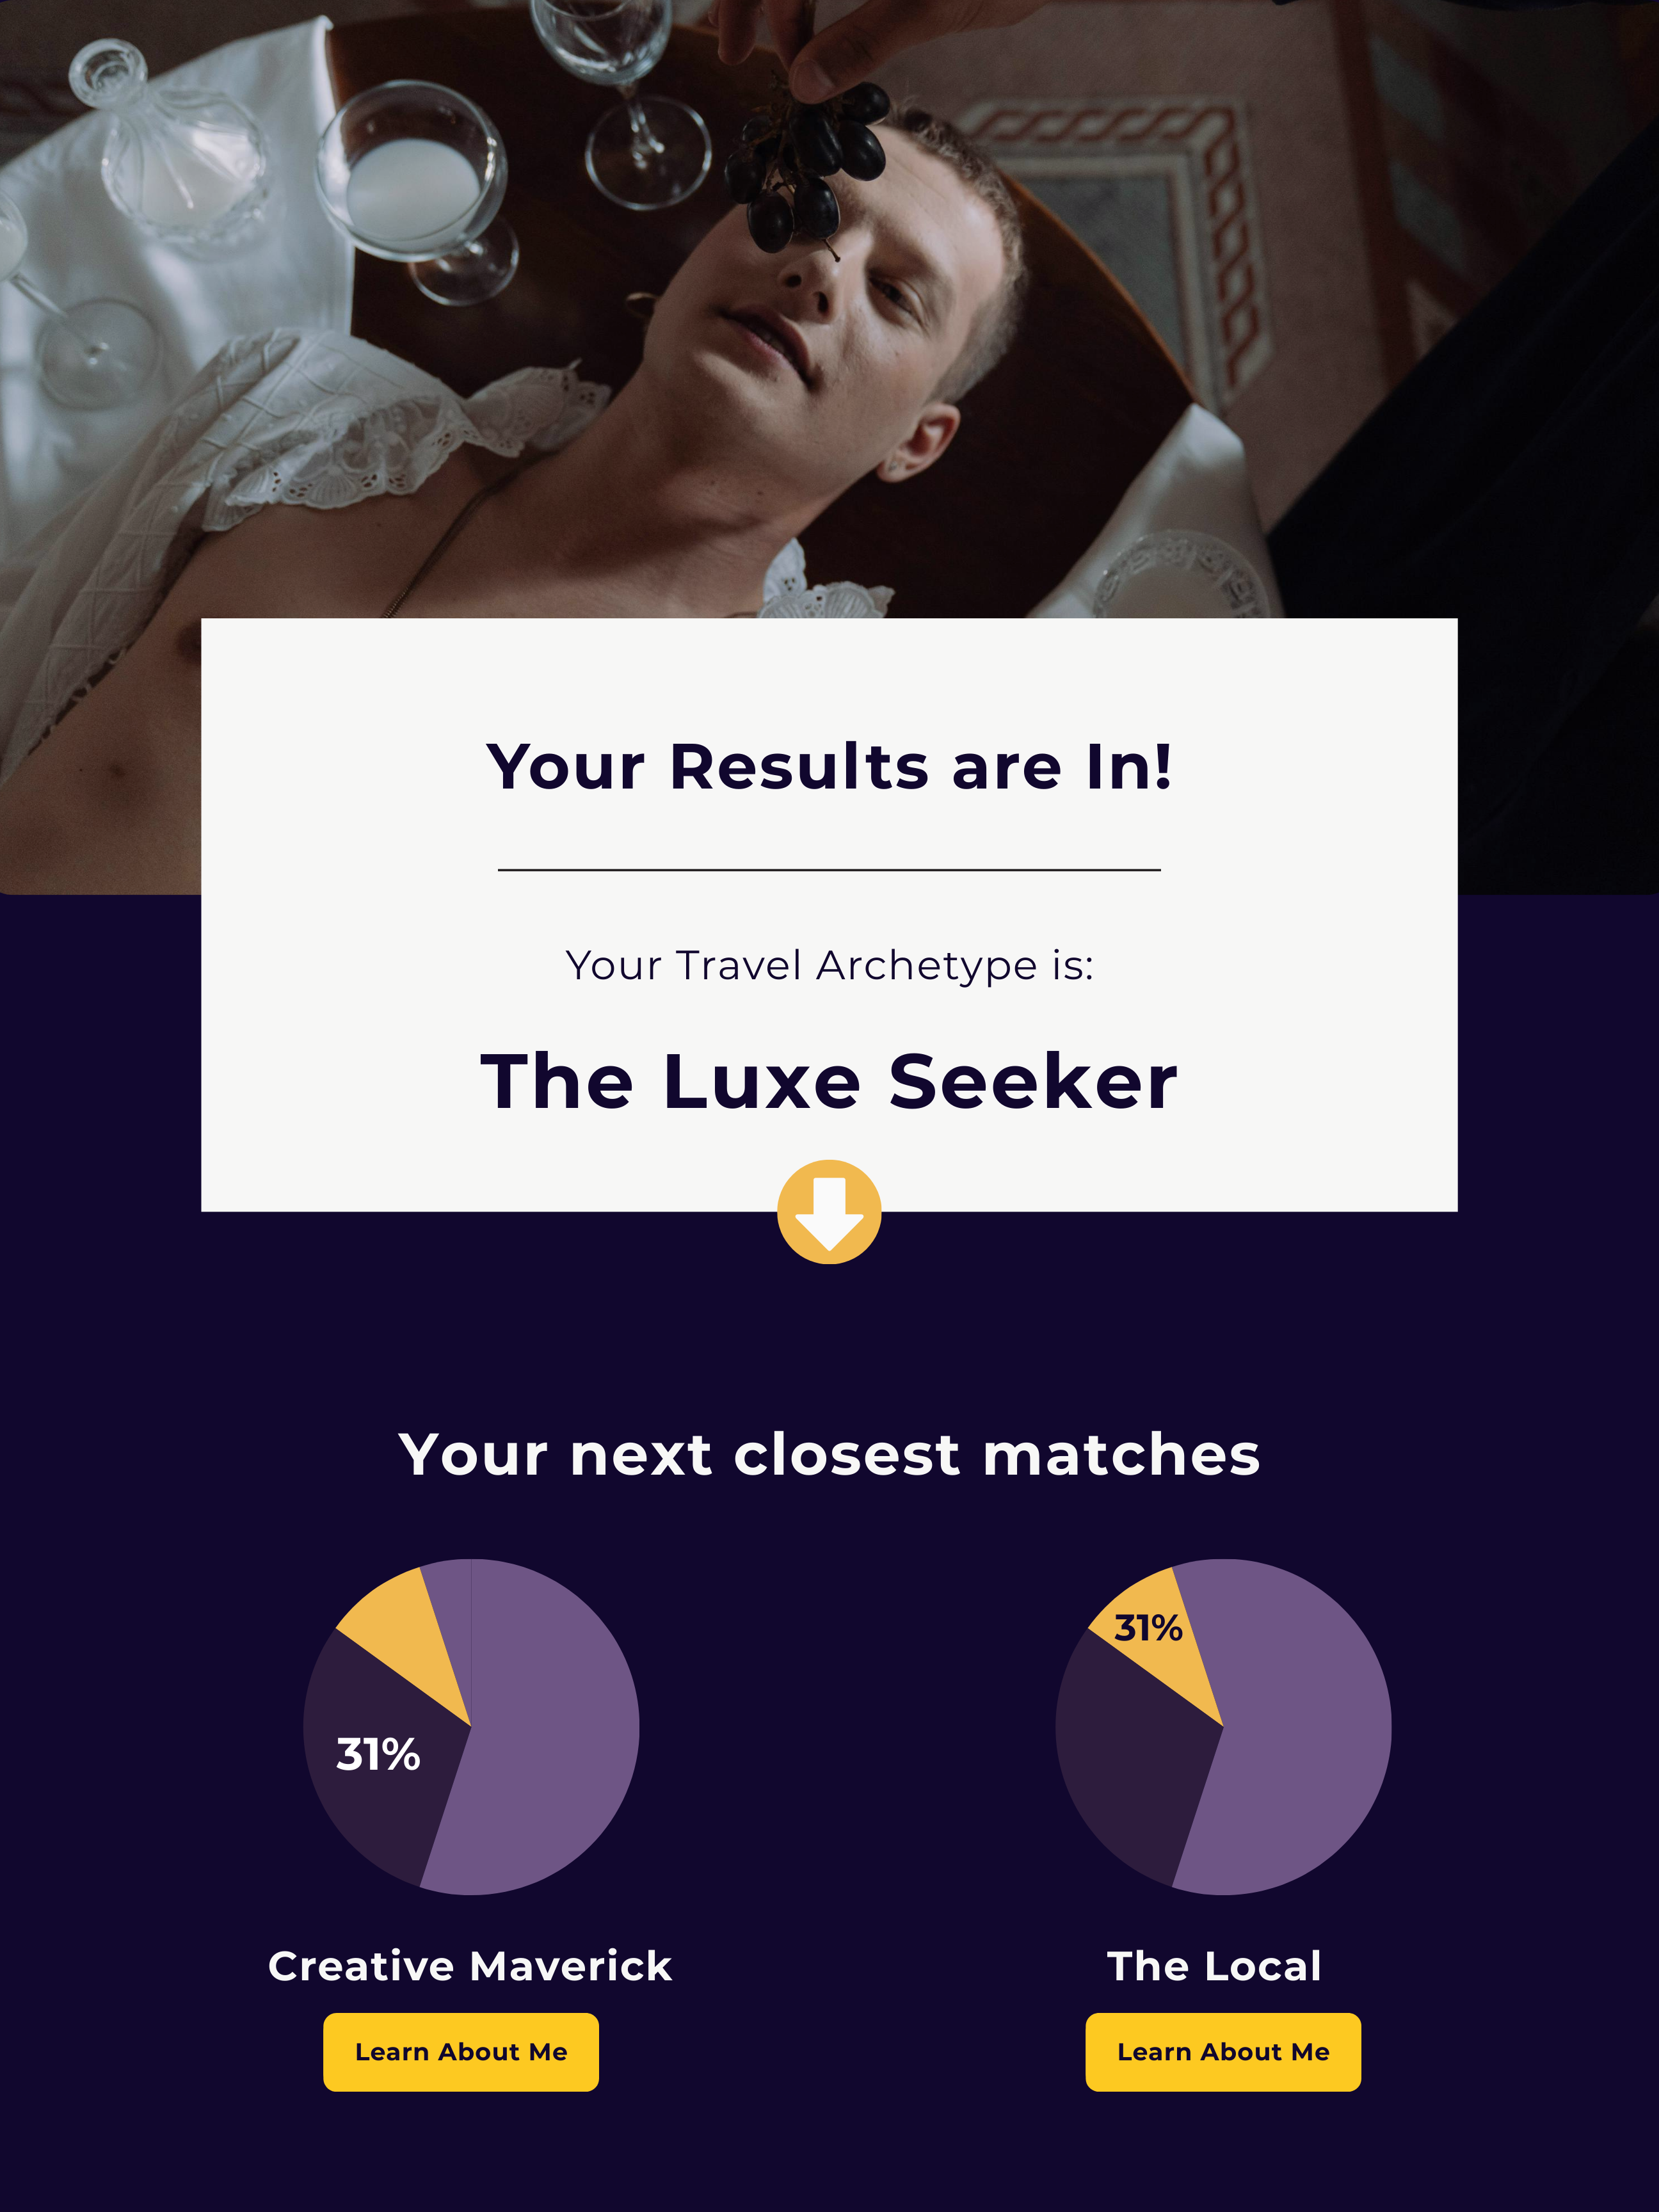 Your Results are In!
Your Travel Archetype is:
The Luxe Seeker
Your next closest matches
31%
31%
Creative Maverick
The Local
Learn About Me
Learn About Me